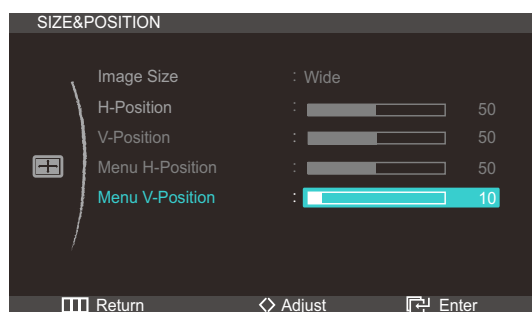 SIZE&POSITION
Image Size : Wide
H-Position : 50
V-Position : 50
Menu H-Position : 50
Menu V-Position : 10
Return Adjust Enter